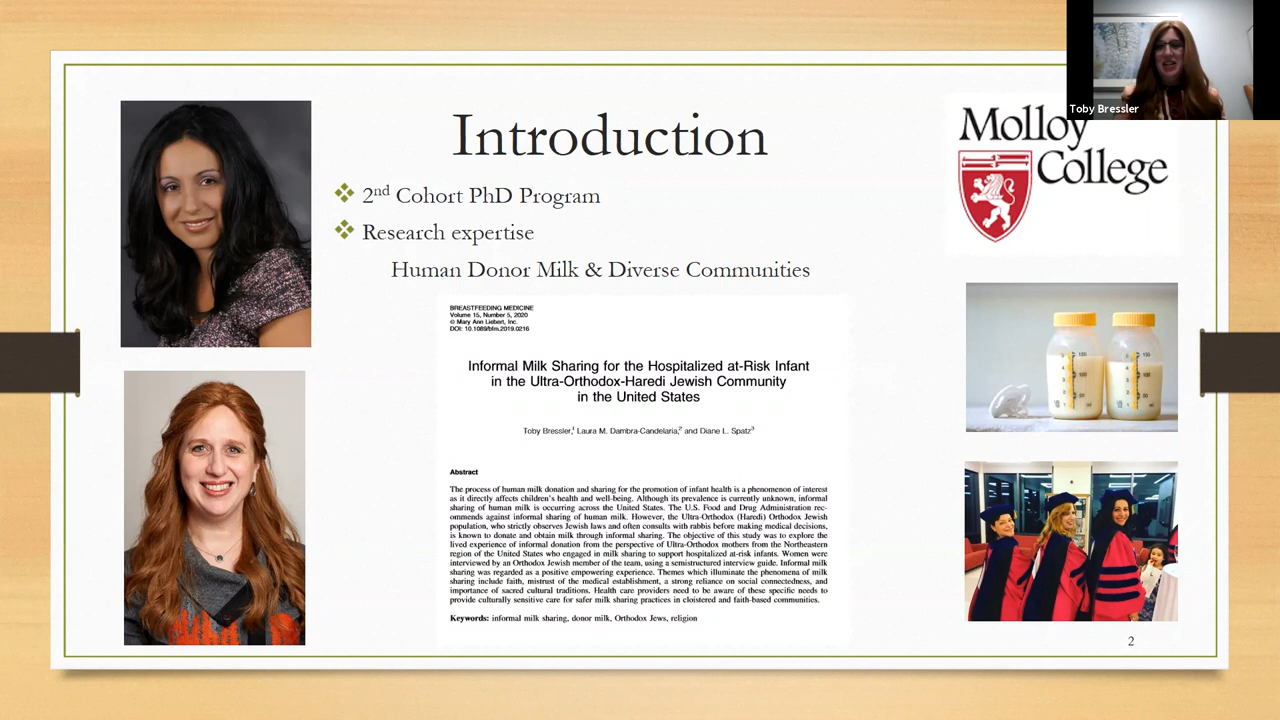 Toby Bressler
Introduction
Molloy
College
2nd Cohort PhD Program
Research expertise
Human Donor Milk & Diverse Communities
BREASTFEEDING MEDICINE
Volume 15, Number 5, 2020
© Mary Ann Liebert, Inc.
DOI: 10.1089/bfm.2019.0216
Informal Milk Sharing for the Hospitalized at-Risk Infant
in the Ultra-Orthodox-Haredi Jewish Community
in the United States
Toby Bressler,1 Laura M. Dambra-Candelaria,2 and Diane L. Spatz3
Abstract
The process of human milk donation and sharing for the promotion of infant health is a phenomenon of interest
as it directly affects children's health and well-being. Although its prevalence is currently unknown, informal
sharing of human milk is occurring across the United States. The U.S. Food and Drug Administration rec-
ommends against informal sharing of human milk. However, the Ultra-Orthodox (Haredi) Orthodox Jewish
population, who strictly observes Jewish laws and often consults with rabbis before making medical decisions,
is known to donate and obtain milk through informal sharing. The objective of this study was to explore the
lived experience of informal donation from the perspective of Ultra-Orthodox mothers from the Northeastern
region of the United States who engaged in milk sharing to support hospitalized at-risk infants. Women were
interviewed by an Orthodox Jewish member of the team, using a semistructured interview guide. Informal milk
sharing was regarded as a positive empowering experience. Themes which illuminate the phenomena of milk
sharing include faith, mistrust of the medical establishment, a strong reliance on social connectedness, and
importance of sacred cultural traditions. Health care providers need to be aware of these specific needs to
provide culturally sensitive care for safer milk sharing practices in cloistered and faith-based communities.
Keywords: informal milk sharing, donor milk, Orthodox Jews, religion
2